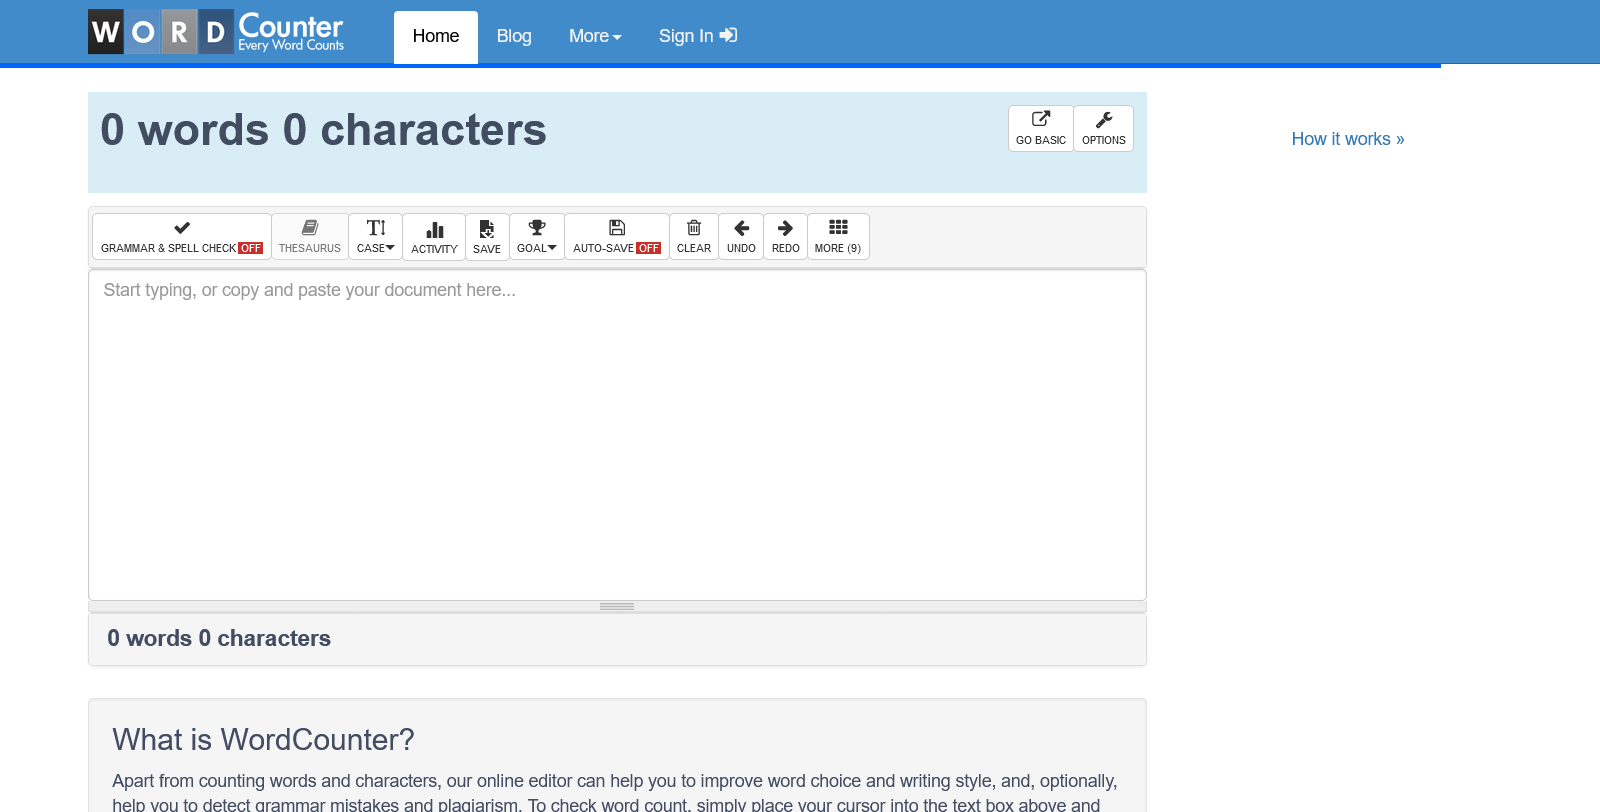 WORD Counter
Every Word Counts
Home
Blog
More
Sign In
0 words 0 characters
GO BASIC
OPTIONS
How it works »
GRAMMAR & SPELL CHECK OFF
THESAURUS
CASE
ACTIVITY
SAVE
GOAL
AUTO-SAVE OFF
CLEAR
UNDO
REDO
MORE (9)
Start typing, or copy and paste your document here...
0 words 0 characters
What is WordCounter?
Apart from counting words and characters, our online editor can help you to improve word choice and writing style, and, optionally,
help you to detect grammar mistakes and plagiarism. To check word count, simply place your cursor into the text box above and